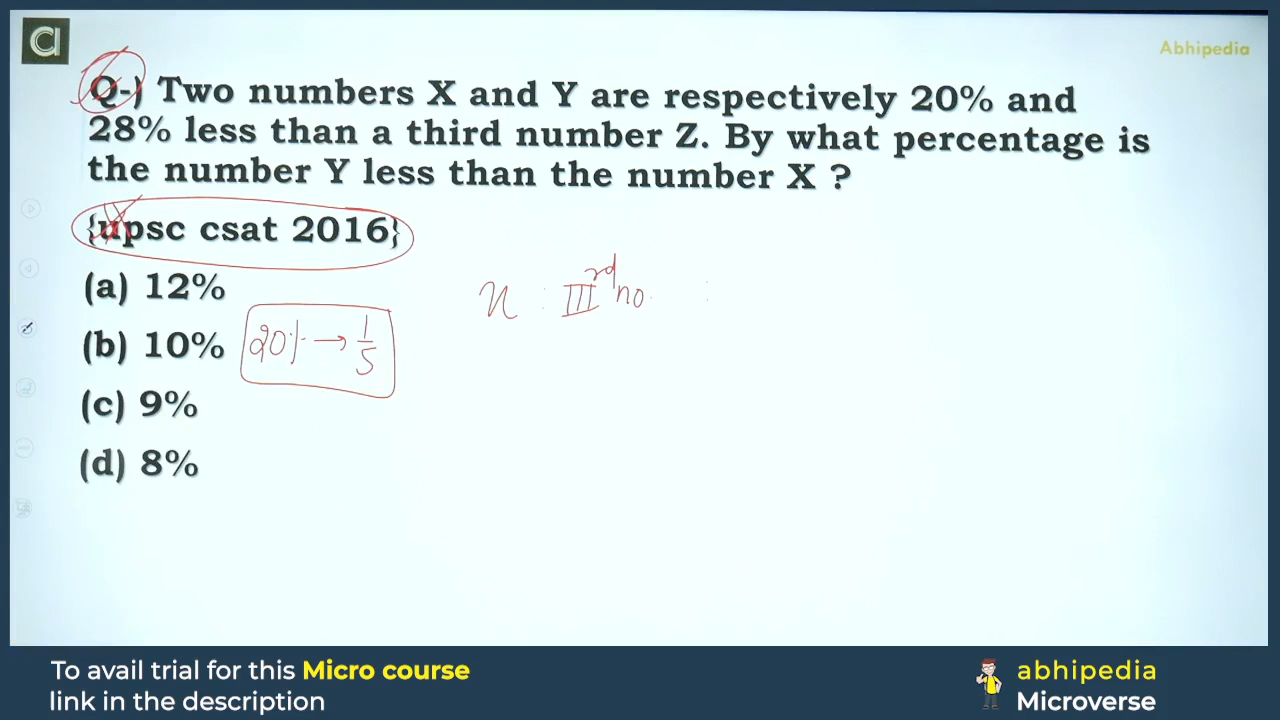 Abhipedia
Q-) Two numbers X and Y are respectively 20% and
28% less than a third number Z. By what percentage is
the number Y less than the number X ?
{upsc csat 2016}
(a) 12%
x : IIIrd no. :
(b) 10%
20% → 1/5
(c) 9%
(d) 8%
To avail trial for this Micro course
link in the description
abhipedia
Microverse